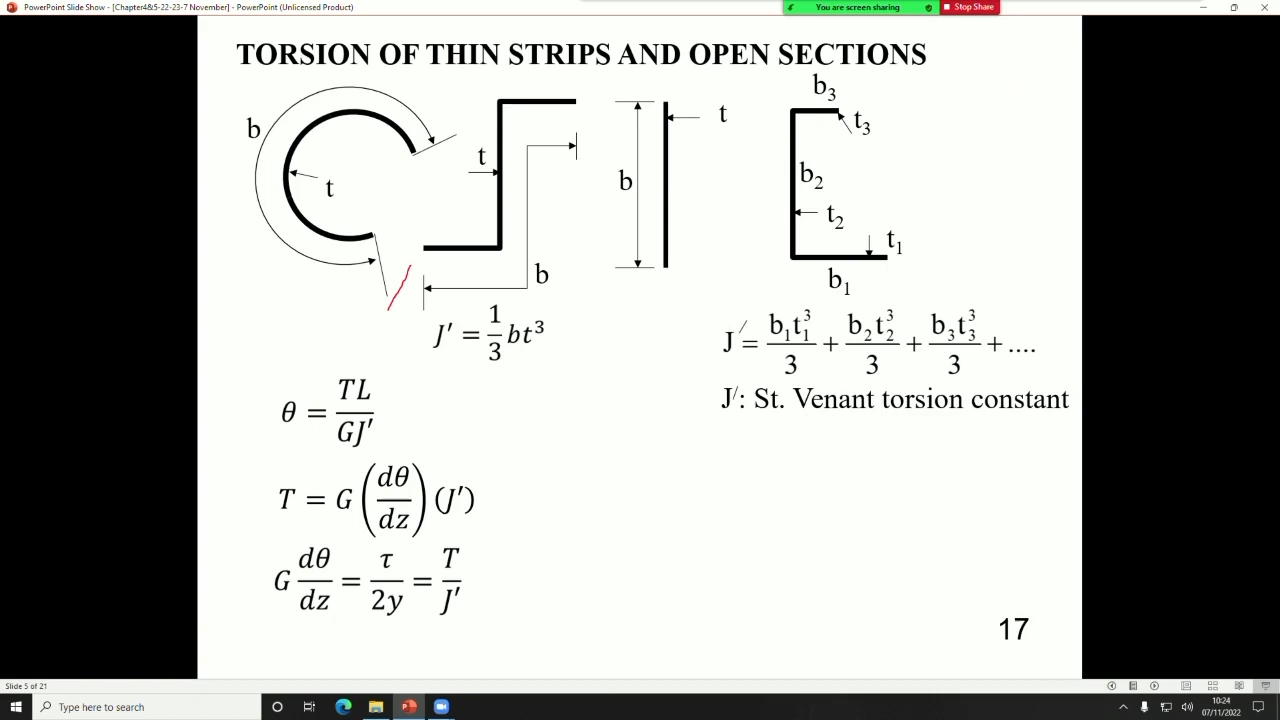 PowerPoint Slide Show - [Chapter4&5-22-23-7 November] - PowerPoint (Unlicensed Product)
You are screen sharing
Stop Share
TORSION OF THIN STRIPS AND OPEN SECTIONS
b
t
t
b
b
t
b₃
t₃
b₂
t₂
t₁
b₁
J′ = 1/3 bt³
J′ = b₁t₁³/3 + b₂t₂³/3 + b₃t₃³/3 + ....
J/: St. Venant torsion constant
θ = TL/GJ′
T = G (dθ/dz) (J′)
G dθ/dz = τ/2y = T/J′
17
Slide 5 of 21
Type here to search
10:24
07/11/2022